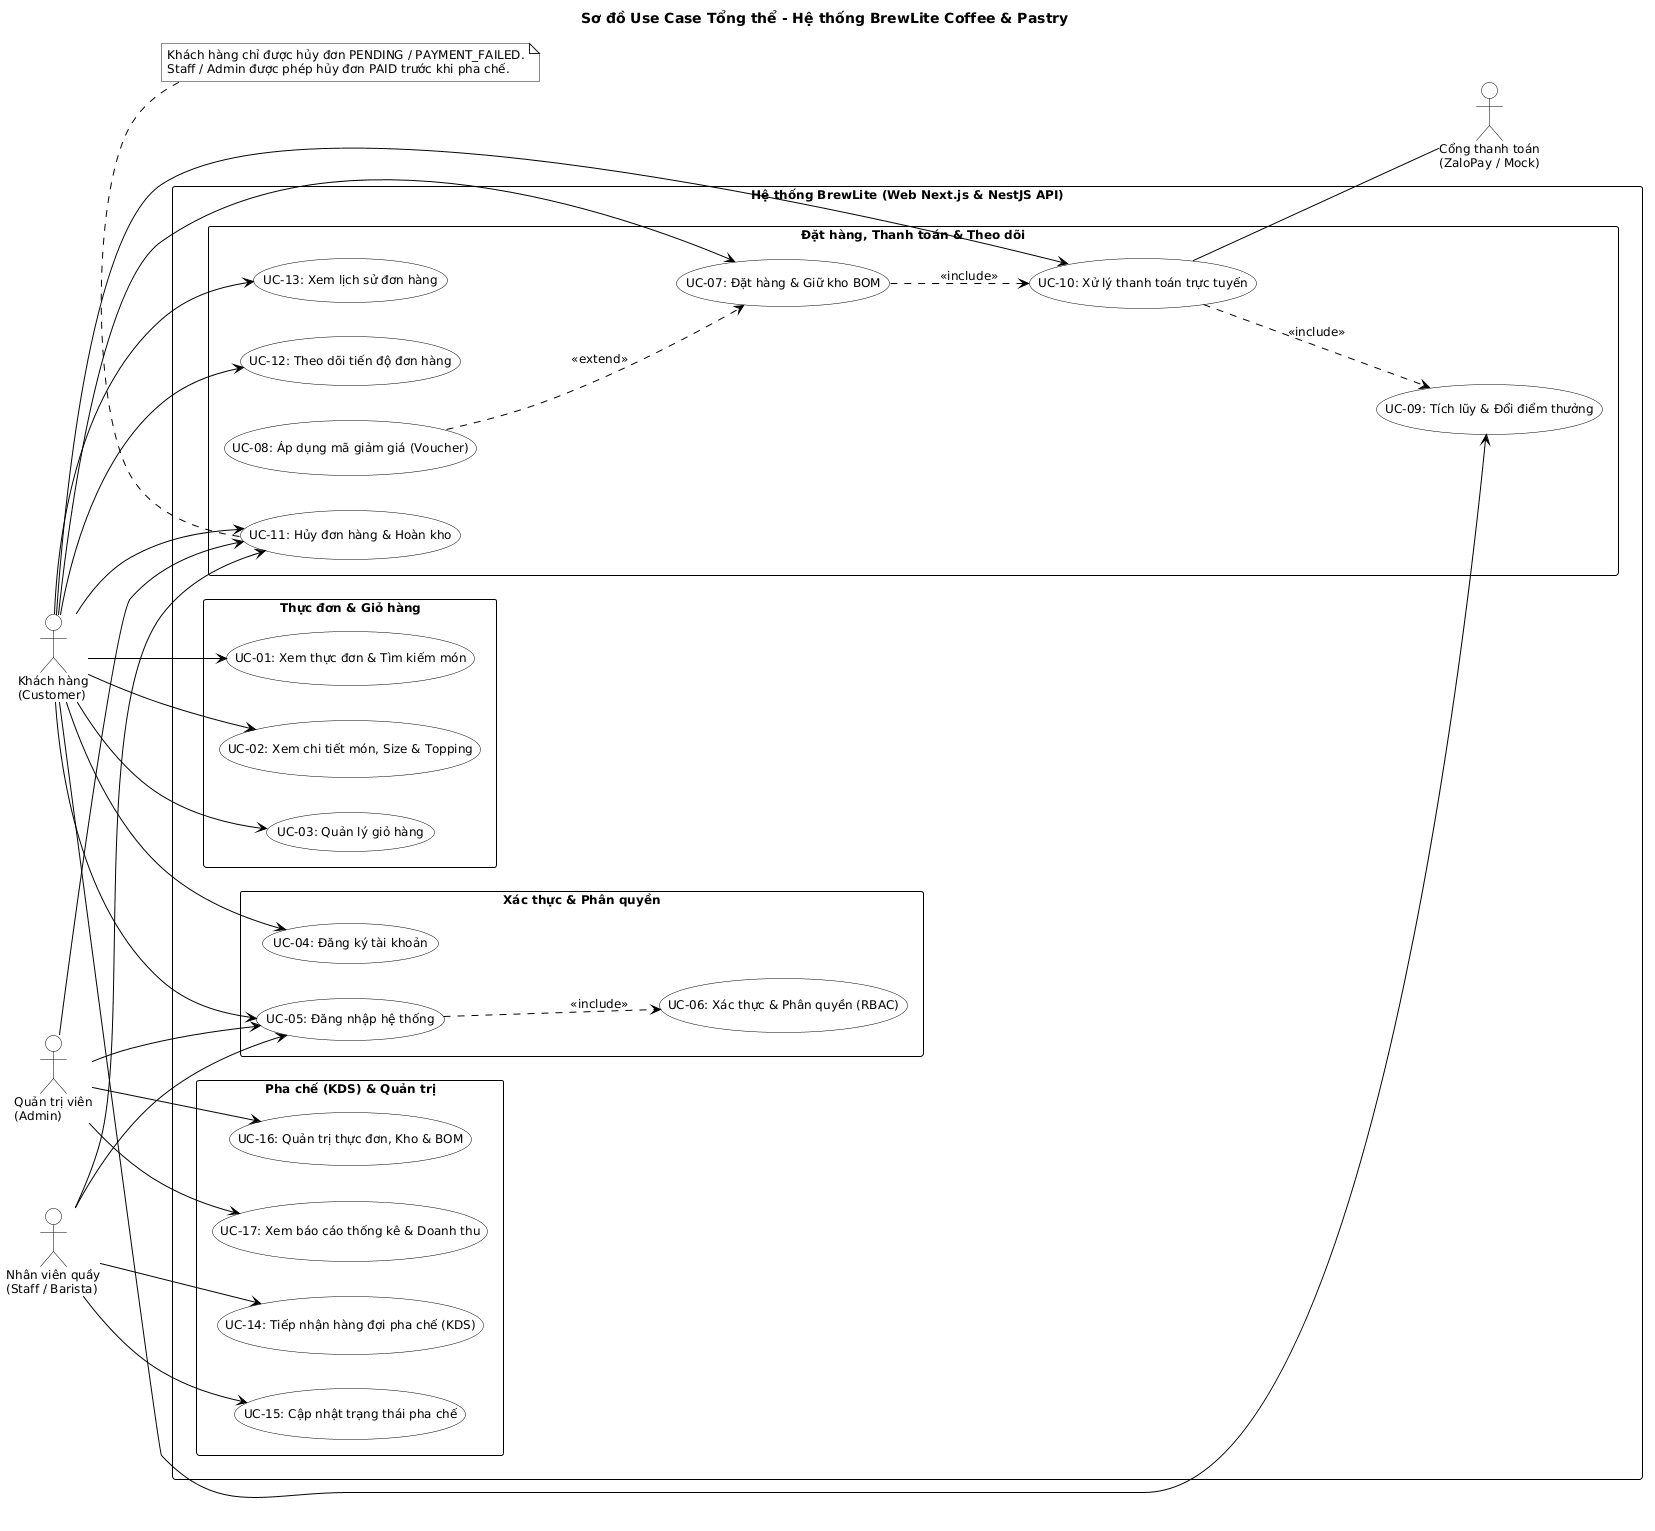 Sơ đồ Use Case Tổng thể - Hệ thống BrewLite Coffee & Pastry
Khách hàng chỉ được hủy đơn PENDING / PAYMENT_FAILED.
Staff / Admin được phép hủy đơn PAID trước khi pha chế.
Cổng thanh toán
(ZaloPay / Mock)
Hệ thống BrewLite (Web Next.js & NestJS API)
Đặt hàng, Thanh toán & Theo dõi
UC-13: Xem lịch sử đơn hàng
UC-07: Đặt hàng & Giữ kho BOM
«include»
UC-10: Xử lý thanh toán trực tuyến
«include»
UC-12: Theo dõi tiến độ đơn hàng
«extend»
UC-09: Tích lũy & Đổi điểm thưởng
UC-08: Áp dụng mã giảm giá (Voucher)
UC-11: Hủy đơn hàng & Hoàn kho
Thực đơn & Giỏ hàng
UC-01: Xem thực đơn & Tìm kiếm món
Khách hàng
(Customer)
UC-02: Xem chi tiết món, Size & Topping
UC-03: Quản lý giỏ hàng
Xác thực & Phân quyền
UC-04: Đăng ký tài khoản
UC-05: Đăng nhập hệ thống
«include»
UC-06: Xác thực & Phân quyền (RBAC)
Quản trị viên
(Admin)
Pha chế (KDS) & Quản trị
UC-16: Quản trị thực đơn, Kho & BOM
UC-17: Xem báo cáo thống kê & Doanh thu
Nhân viên quầy
(Staff / Barista)
UC-14: Tiếp nhận hàng đợi pha chế (KDS)
UC-15: Cập nhật trạng thái pha chế